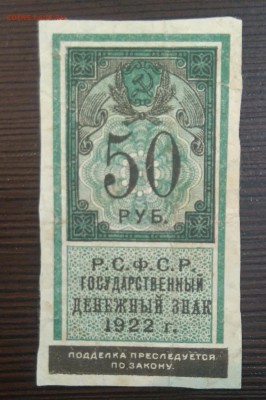 50
РУБ.
Р.С.Ф.С.Р.
ГОСУДАРСТВЕННЫЙ
ДЕНЕЖНЫЙ ЗНАК
1922 г.
ПОДДЕЛКА ПРЕСЛЕДУЕТСЯ
ПО ЗАКОНУ.